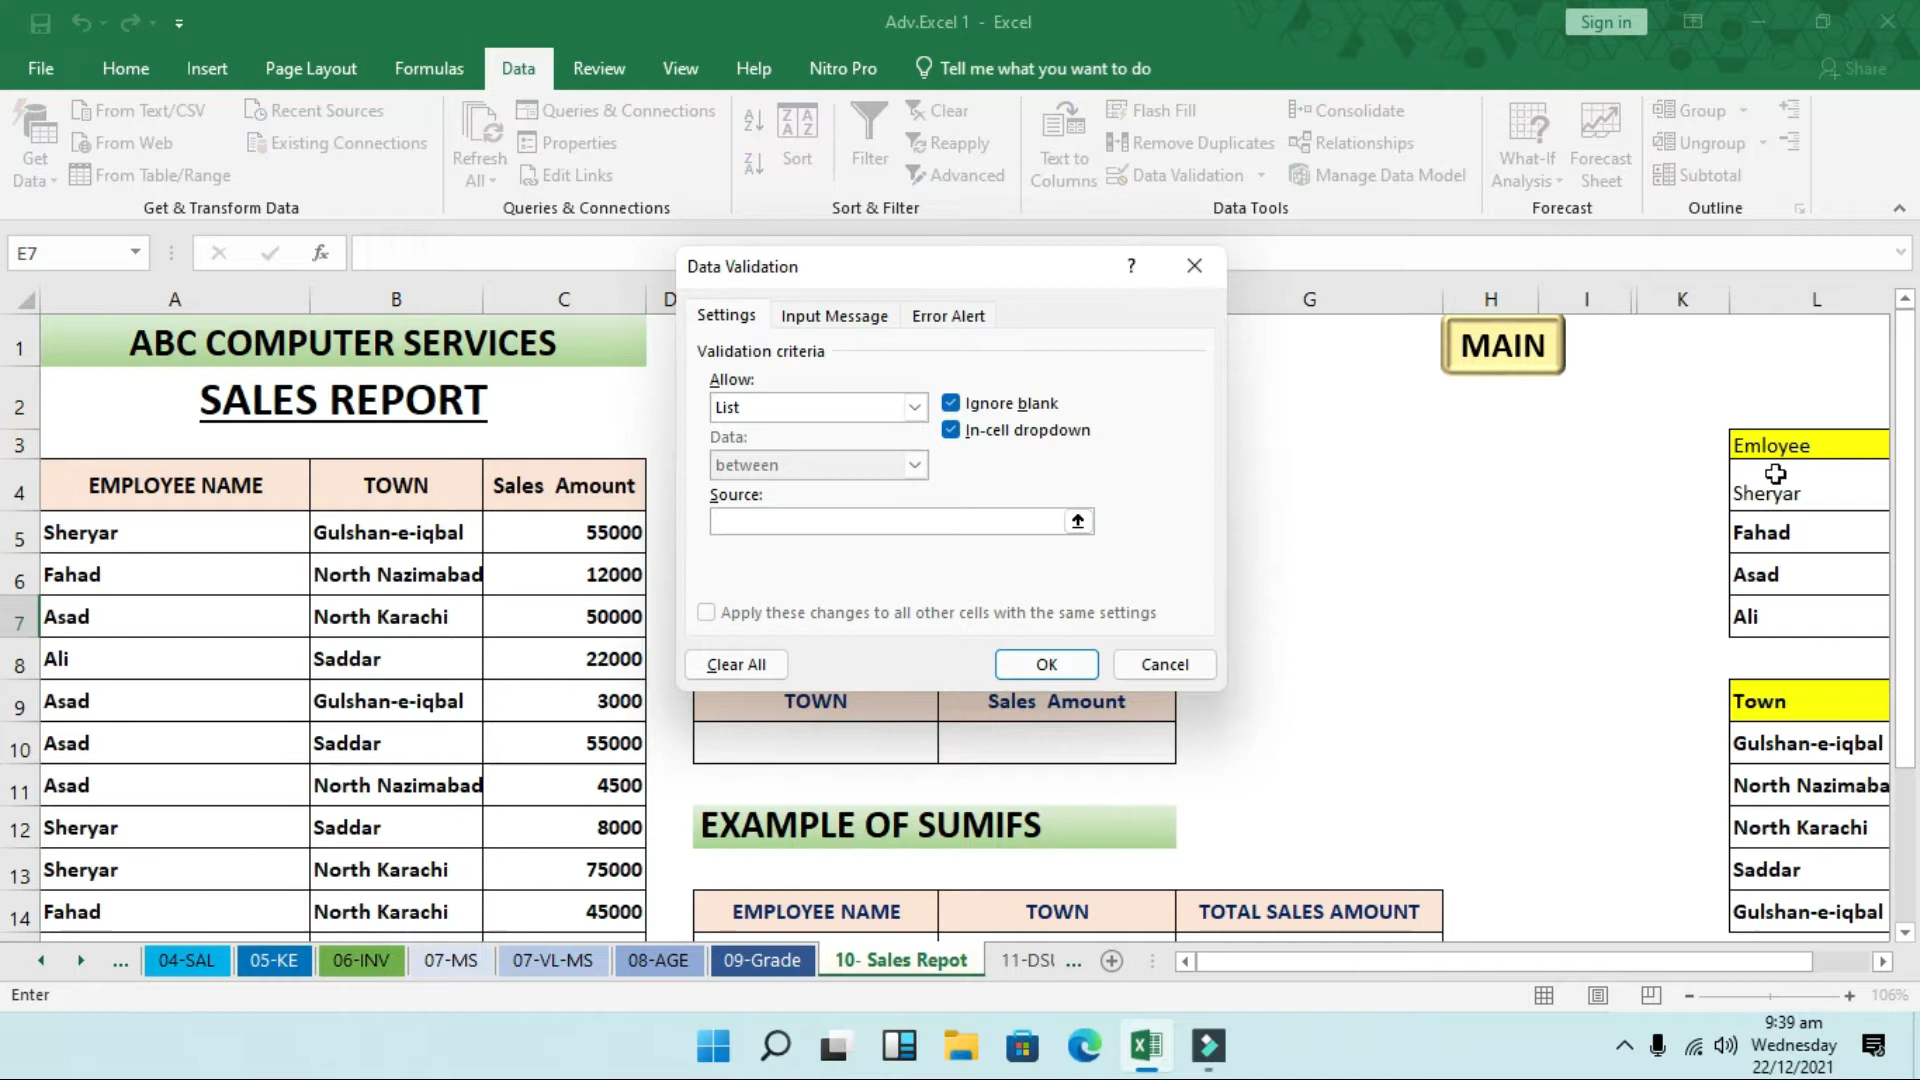 Adv.Excel 1 - Excel
Sign in
File Home Insert Page Layout Formulas Data Review View Help Nitro Pro Tell me what you want to do Share
Get Data
From Text/CSV
From Web
From Table/Range
Recent Sources
Existing Connections
Get & Transform Data
Refresh All
Queries & Connections
Properties
Edit Links
Queries & Connections
Sort
Filter
Clear
Reapply
Advanced
Sort & Filter
Text to Columns
Flash Fill
Remove Duplicates
Data Validation
Consolidate
Relationships
Manage Data Model
Data Tools
What-If Analysis
Forecast Sheet
Forecast
Group
Ungroup
Subtotal
Outline
E7
fx
A B C D G H I K L
1 ABC COMPUTER SERVICES
2 SALES REPORT
3
4 EMPLOYEE NAME TOWN Sales Amount
5 Sheryar Gulshan-e-iqbal 55000
6 Fahad North Nazimabad 12000
7 Asad North Karachi 50000
8 Ali Saddar 22000
9 Asad Gulshan-e-iqbal 3000
10 Asad Saddar 55000
11 Asad North Nazimabad 4500
12 Sheryar Saddar 8000
13 Sheryar North Karachi 75000
14 Fahad North Karachi 45000
Data Validation ?
Settings Input Message Error Alert
Validation criteria
Allow:
List
Ignore blank
In-cell dropdown
Data:
between
Source:
Apply these changes to all other cells with the same settings
Clear All OK Cancel
TOWN Sales Amount
EXAMPLE OF SUMIFS
EMPLOYEE NAME TOWN TOTAL SALES AMOUNT
MAIN
Emloyee
Sheryar
Fahad
Asad
Ali
Town
Gulshan-e-iqbal
North Nazimaba
North Karachi
Saddar
Gulshan-e-iqbal
... 04-SAL 05-KE 06-INV 07-MS 07-VL-MS 08-AGE 09-Grade 10- Sales Repot 11-DSU ...
Enter
106%
9:39 am
Wednesday
22/12/2021